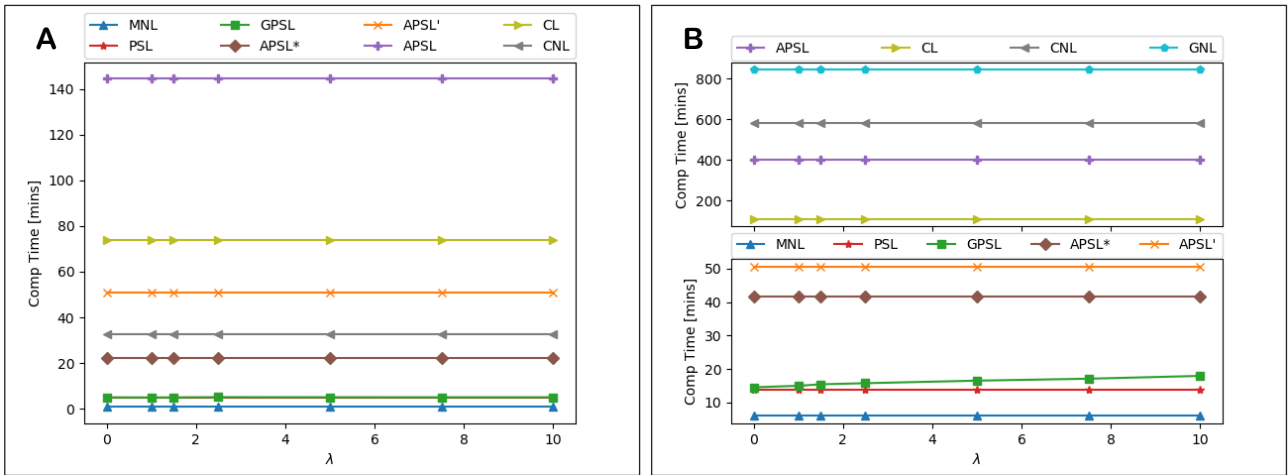 A
MNL GPSL APSL' CL
PSL APSL* APSL CNL
140
120
100
80
60
40
20
0
Comp Time [mins]
0 2 4 6 8 10
λ
B
APSL CL CNL GNL
800
600
400
200
Comp Time [mins]
MNL PSL GPSL APSL* APSL'
50
40
30
20
10
Comp Time [mins]
0 2 4 6 8 10
λ